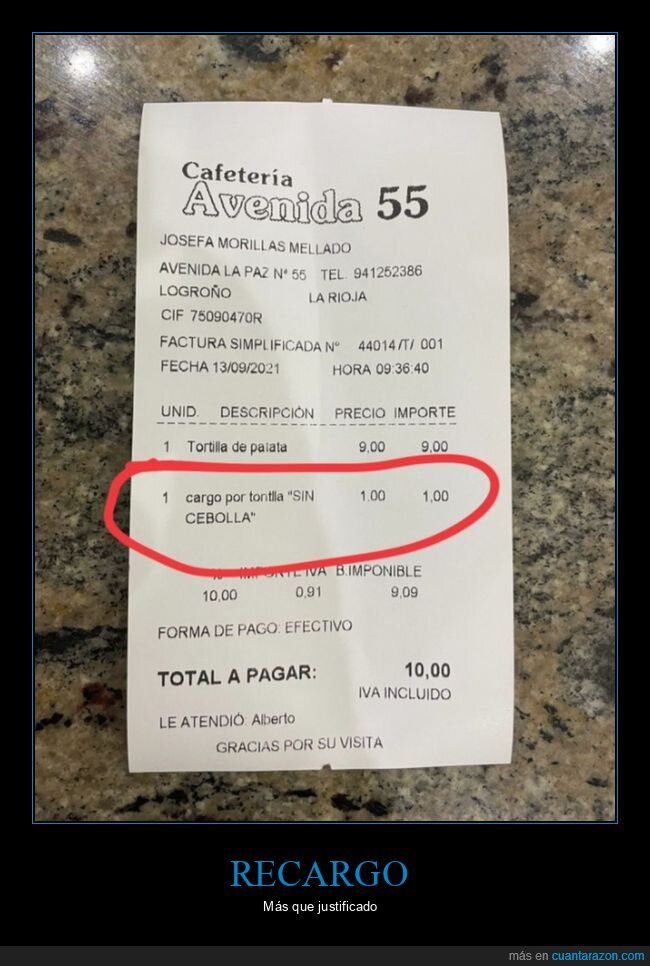 Cafetería
Avenida 55
JOSEFA MORILLAS MELLADO
AVENIDA LA PAZ Nº 55 TEL. 941252386
LOGROÑO LA RIOJA
CIF 75090470R
FACTURA SIMPLIFICADA Nº 44014/T/ 001
FECHA 13/09/2021 HORA 09:36:40
UNID. DESCRIPCIÓN PRECIO IMPORTE
1 Tortilla de patata 9,00 9,00
1 cargo por tortilla "SIN 1.00 1,00
CEBOLLA"
% IMPORTE IVA B.IMPONIBLE
10,00 0,91 9,09
FORMA DE PAGO: EFECTIVO
TOTAL A PAGAR: 10,00
IVA INCLUIDO
LE ATENDIÓ: Alberto
GRACIAS POR SU VISITA
RECARGO
Más que justificado
más en cuantarazon.com